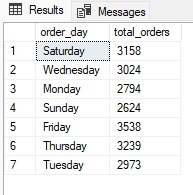 Results Messages
order_day total_orders
1 Saturday 3158
2 Wednesday 3024
3 Monday 2794
4 Sunday 2624
5 Friday 3538
6 Thursday 3239
7 Tuesday 2973